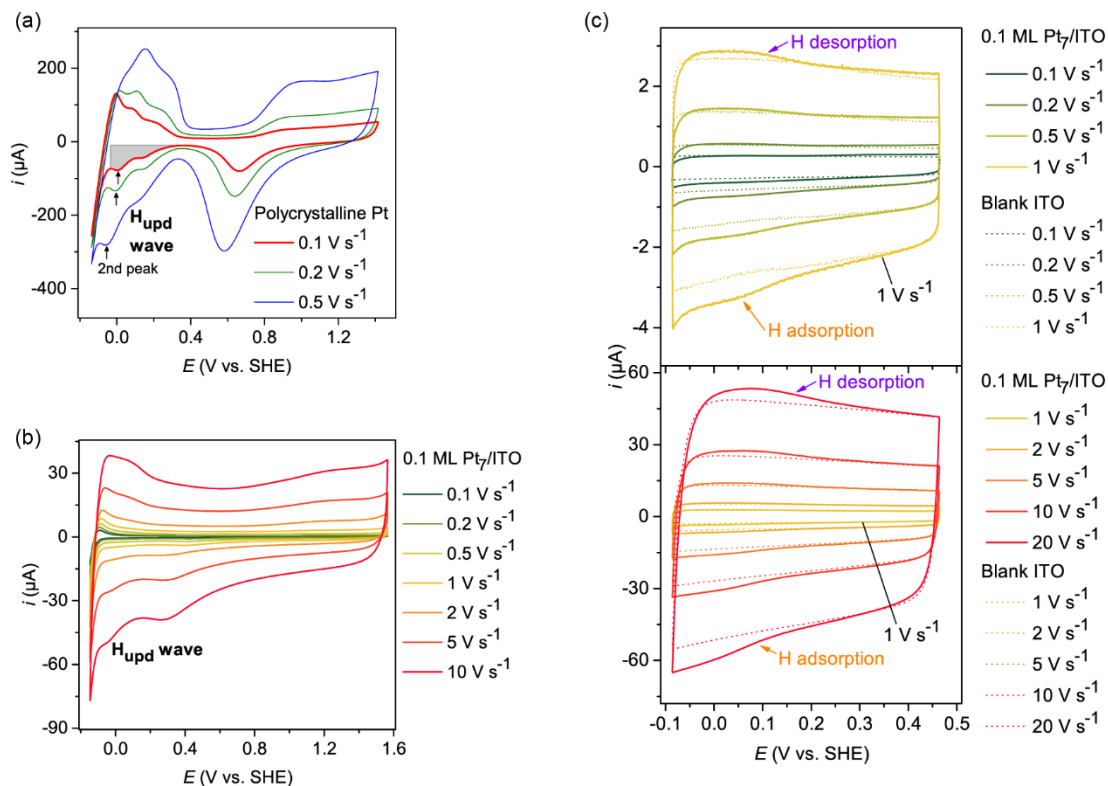 (a)
200
0
-200
-400
i (µA)
H_upd
wave
2nd peak
Polycrystalline Pt
0.1 V s⁻¹
0.2 V s⁻¹
0.5 V s⁻¹
0.0 0.4 0.8 1.2
E (V vs. SHE)
(b)
30
0
-30
-60
-90
i (µA)
H_upd wave
0.0 0.4 0.8 1.2 1.6
E (V vs. SHE)
0.1 ML Pt₇/ITO
0.1 V s⁻¹
0.2 V s⁻¹
0.5 V s⁻¹
1 V s⁻¹
2 V s⁻¹
5 V s⁻¹
10 V s⁻¹
(c)
2
0
-2
-4
H desorption
1 V s⁻¹
H adsorption
0.1 ML Pt₇/ITO
0.1 V s⁻¹
0.2 V s⁻¹
0.5 V s⁻¹
1 V s⁻¹
Blank ITO
0.1 V s⁻¹
0.2 V s⁻¹
0.5 V s⁻¹
1 V s⁻¹
i (µA)
60
30
0
-30
-60
H desorption
1 V s⁻¹
H adsorption
-0.1 0.0 0.1 0.2 0.3 0.4 0.5
E (V vs. SHE)
0.1 ML Pt₇/ITO
1 V s⁻¹
2 V s⁻¹
5 V s⁻¹
10 V s⁻¹
20 V s⁻¹
Blank ITO
1 V s⁻¹
2 V s⁻¹
5 V s⁻¹
10 V s⁻¹
20 V s⁻¹